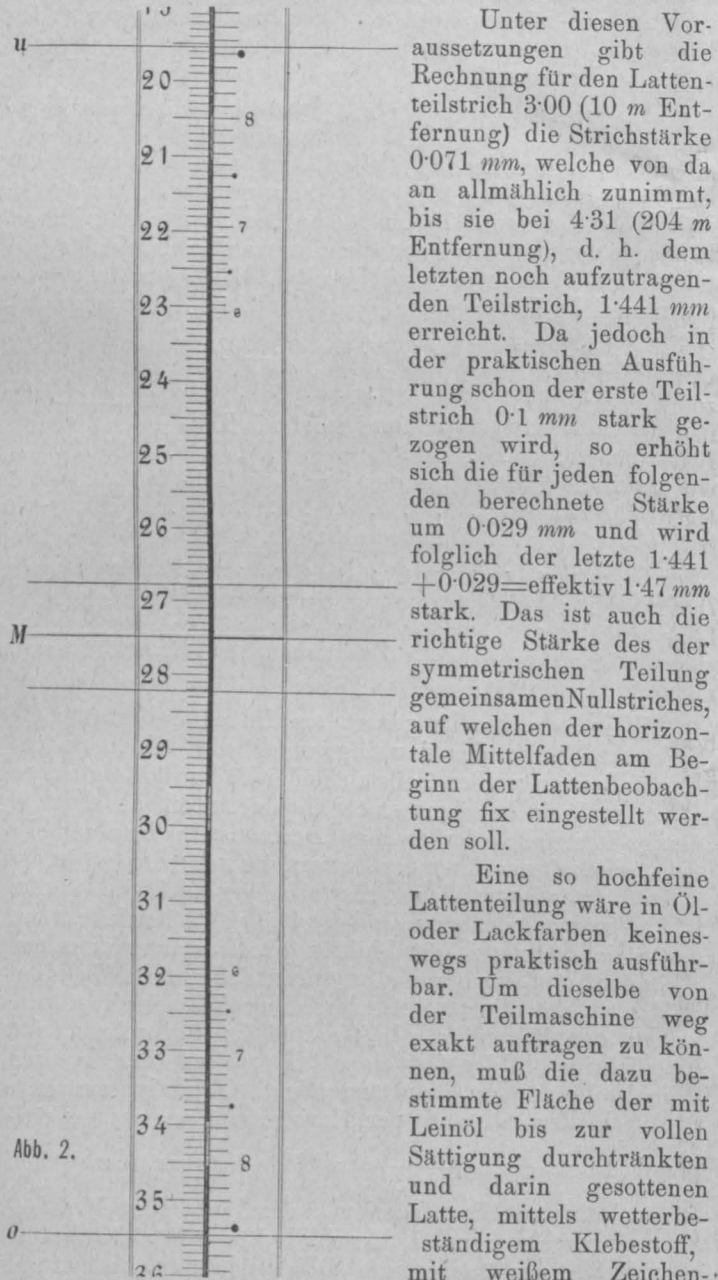 u
20
8
21
22
7
23
6
24
25
26
27
M
28
29
30
31
32
6
33
7
34
8
35
o
Abb. 2.
Unter diesen Vor-
aussetzungen gibt die
Rechnung für den Latten-
teilstrich 3·00 (10 m Ent-
fernung) die Strichstärke
0·071 mm, welche von da
an allmählich zunimmt,
bis sie bei 4·31 (204 m
Entfernung), d. h. dem
letzten noch aufzutragen-
den Teilstrich, 1·441 mm
erreicht. Da jedoch in
der praktischen Ausfüh-
rung schon der erste Teil-
strich 0·1 mm stark ge-
zogen wird, so erhöht
sich die für jeden folgen-
den berechnete Stärke
um 0·029 mm und wird
folglich der letzte 1·441
+0·029=effektiv 1·47 mm
stark. Das ist auch die
richtige Stärke des der
symmetrischen Teilung
gemeinsamen Nullstriches,
auf welchen der horizon-
tale Mittelfaden am Be-
ginn der Lattenbeobach-
tung fix eingestellt wer-
den soll.
Eine so hochfeine
Lattenteilung wäre in Öl-
oder Lackfarben keines-
wegs praktisch ausführ-
bar. Um dieselbe von
der Teilmaschine weg
exakt auftragen zu kön-
nen, muß die dazu be-
stimmte Fläche der mit
Leinöl bis zur vollen
Sättigung durchtränkten
und darin gesottenen
Latte, mittels wetterbe-
ständigem Klebestoff,
mit weißem Zeichen-